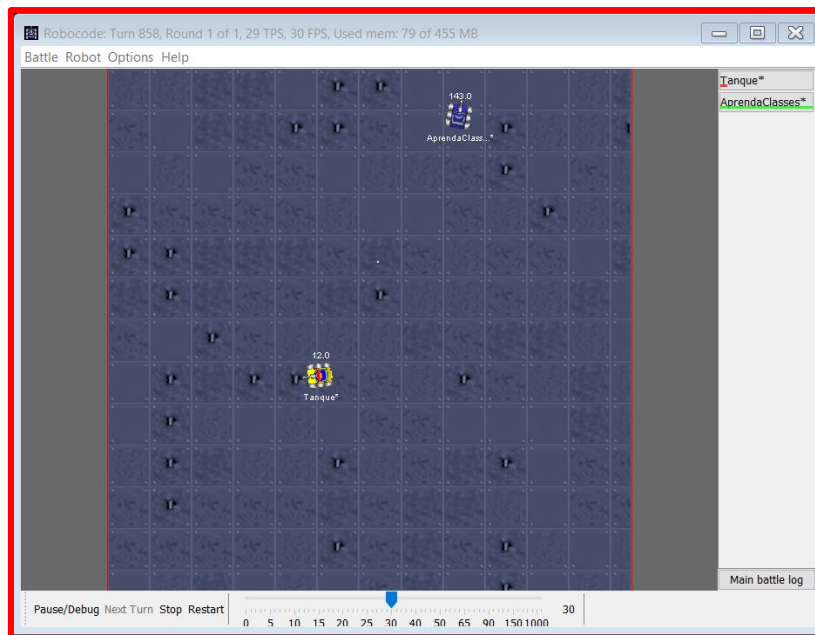 Robocode: Turn 858, Round 1 of 1, 29 TPS, 30 FPS, Used mem: 79 of 455 MB
Battle Robot Options Help
Tanque*
AprendaClasses*
143.0
AprendaClass...*
12.0
Tanque*
Main battle log
Pause/Debug Next Turn Stop Restart
30
0 5 10 15 20 25 30 40 50 65 90 150 1000